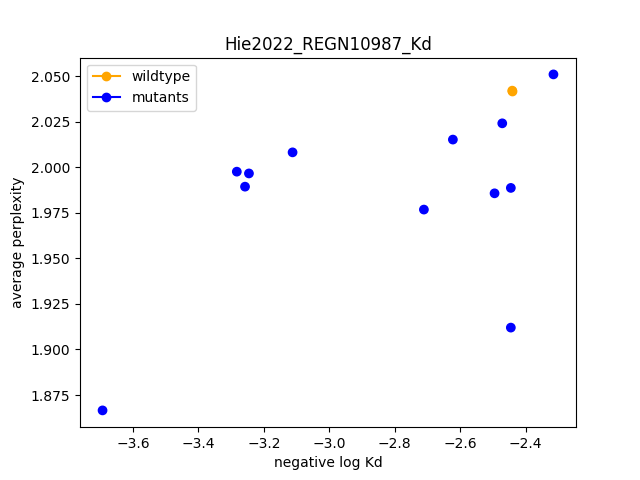 Hie2022_REGN10987_Kd
wildtype
mutants
2.050
2.025
2.000
1.975
1.950
1.925
1.900
1.875
average perplexity
−3.6 −3.4 −3.2 −3.0 −2.8 −2.6 −2.4
negative log Kd